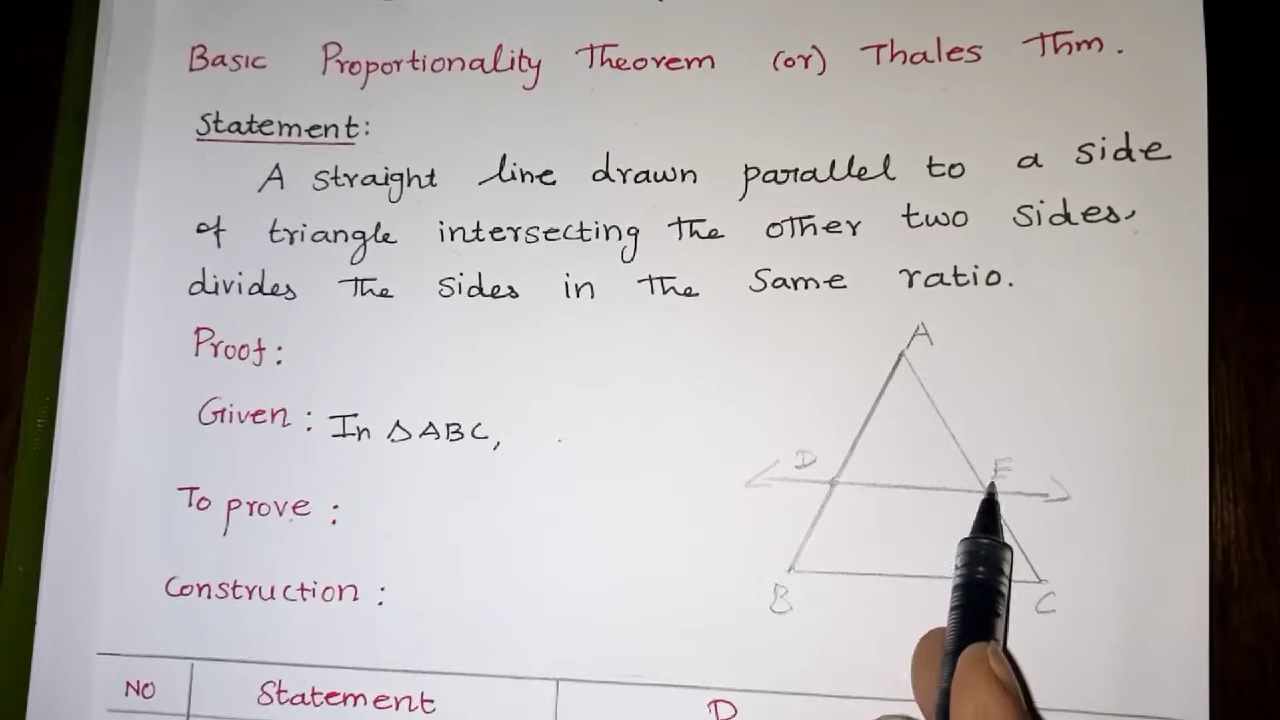 Basic Proportionality Theorem (or) Thales Thm.
Statement:
A straight line drawn parallel to a side
of triangle intersecting the other two sides,
divides the sides in the same ratio.
Proof:
Given: In ΔABC,
To prove:
Construction:
A
D
E
B
C
NO
Statement